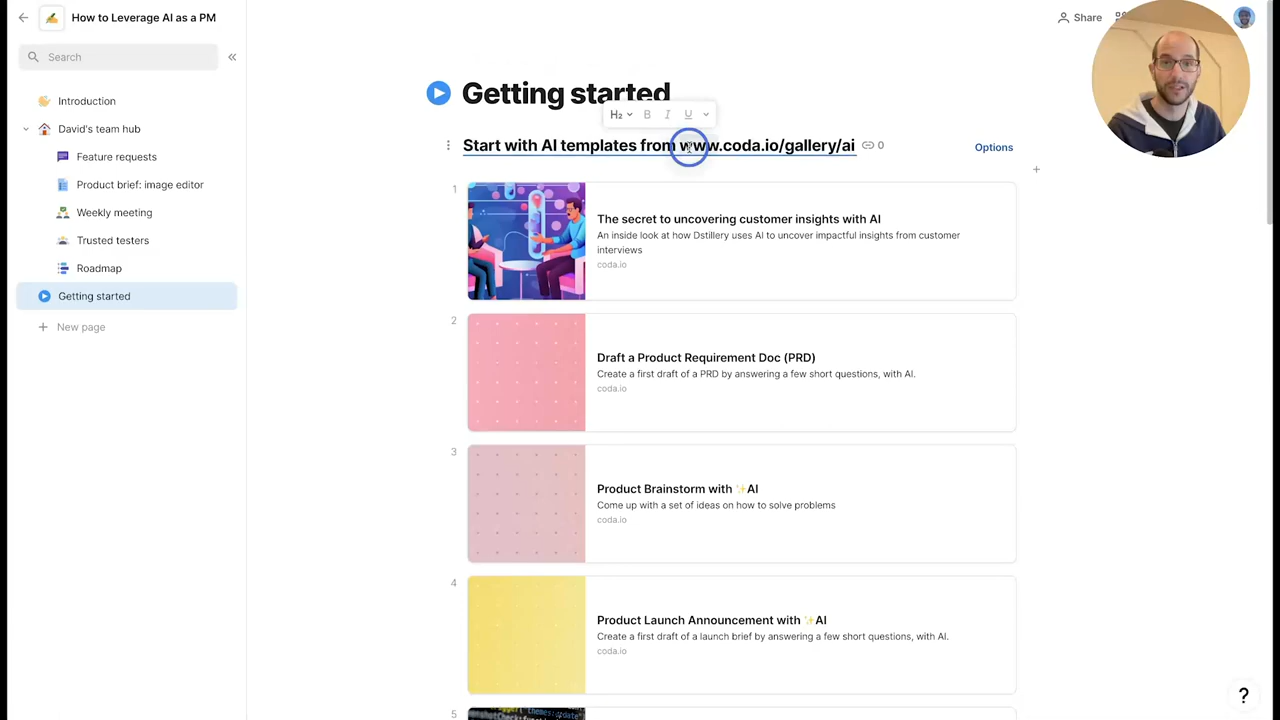 How to Leverage AI as a PM
Share
Search
Introduction
David's team hub
Feature requests
Product brief: image editor
Weekly meeting
Trusted testers
Roadmap
Getting started
New page
Getting started
H2 B I U
Start with AI templates from www.coda.io/gallery/ai
0
Options
1
The secret to uncovering customer insights with AI
An inside look at how Dstillery uses AI to uncover impactful insights from customer
interviews
coda.io
2
Draft a Product Requirement Doc (PRD)
Create a first draft of a PRD by answering a few short questions, with AI.
coda.io
3
Product Brainstorm with ✨AI
Come up with a set of ideas on how to solve problems
coda.io
4
Product Launch Announcement with ✨AI
Create a first draft of a launch brief by answering a few short questions, with AI.
coda.io
5
?